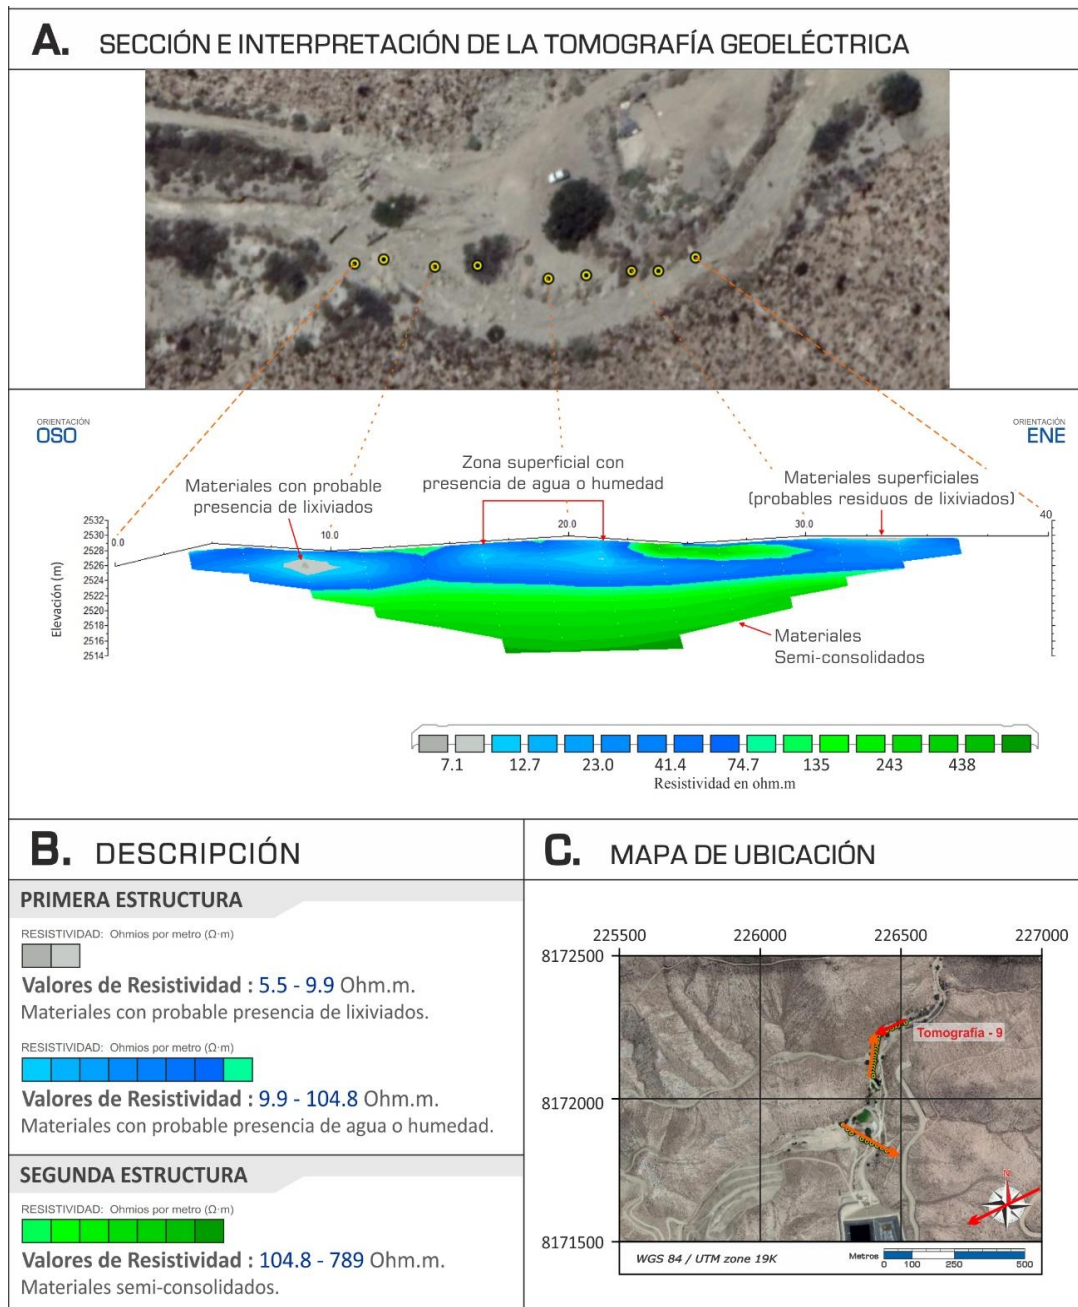 A. SECCIÓN E INTERPRETACIÓN DE LA TOMOGRAFÍA GEOELÉCTRICA
ORIENTACIÓN
OSO
ORIENTACIÓN
ENE
Materiales con probable
presencia de lixiviados
Zona superficial con
presencia de agua o humedad
Materiales superficiales
(probables residuos de lixiviados)
Elevación (m)
2532
2530
2528
2526
2524
2522
2520
2518
2516
2514
0.0
10.0
20.0
30.0
40
Materiales
Semi-consolidados
7.1 12.7 23.0 41.4 74.7 135 243 438
Resistividad en ohm.m
B. DESCRIPCIÓN
PRIMERA ESTRUCTURA
RESISTIVIDAD: Ohmios por metro (Ω·m)
Valores de Resistividad : 5.5 - 9.9 Ohm.m.
Materiales con probable presencia de lixiviados.
RESISTIVIDAD: Ohmios por metro (Ω·m)
Valores de Resistividad : 9.9 - 104.8 Ohm.m.
Materiales con probable presencia de agua o humedad.
SEGUNDA ESTRUCTURA
RESISTIVIDAD: Ohmios por metro (Ω·m)
Valores de Resistividad : 104.8 - 789 Ohm.m.
Materiales semi-consolidados.
C. MAPA DE UBICACIÓN
225500 226000 226500 227000
8172500
8172000
8171500
Tomografía - 9
WGS 84 / UTM zone 19K
Metros
0 100 250 500